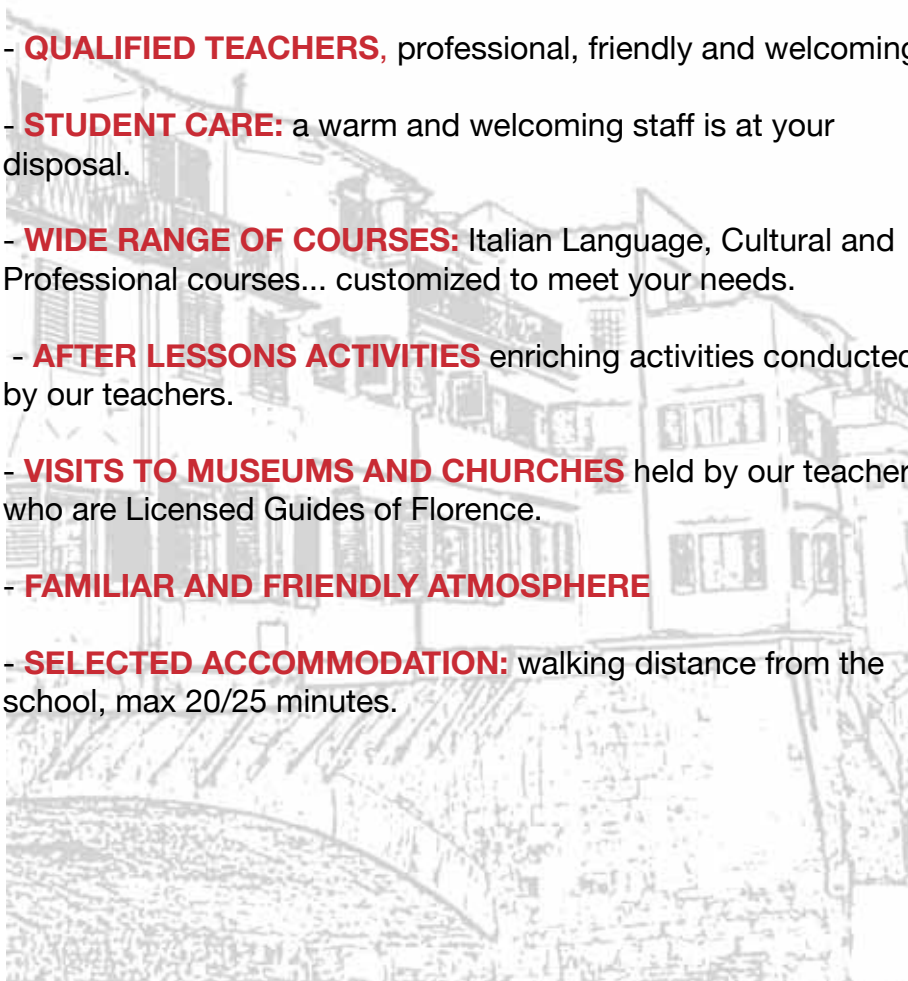 - QUALIFIED TEACHERS, professional, friendly and welcoming
- STUDENT CARE: a warm and welcoming staff is at your
disposal.
- WIDE RANGE OF COURSES: Italian Language, Cultural and
Professional courses... customized to meet your needs.
- AFTER LESSONS ACTIVITIES enriching activities conducted
by our teachers.
- VISITS TO MUSEUMS AND CHURCHES held by our teacher
who are Licensed Guides of Florence.
- FAMILIAR AND FRIENDLY ATMOSPHERE
- SELECTED ACCOMMODATION: walking distance from the
school, max 20/25 minutes.